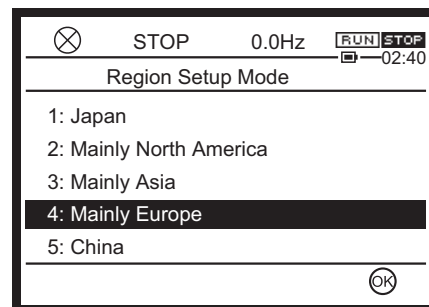 STOP 0.0Hz RUN STOP
02:40
Region Setup Mode
1: Japan
2: Mainly North America
3: Mainly Asia
4: Mainly Europe
5: China
OK